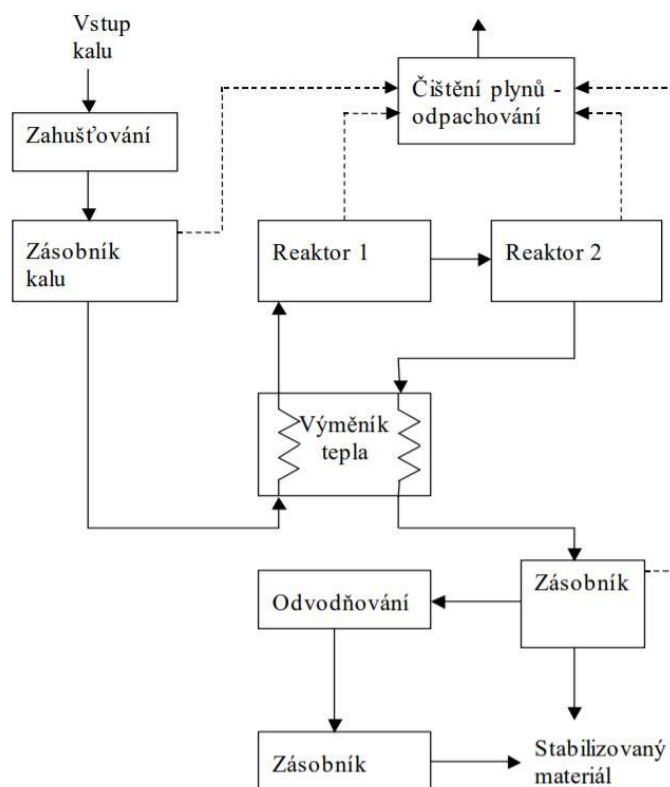 Vstup
kalu
Čištění plynů -
odpachování
Zahušťování
Zásobník
kalu
Reaktor 1
Reaktor 2
Výměník
tepla
Zásobník
Odvodňování
Zásobník
Stabilizovaný
materiál